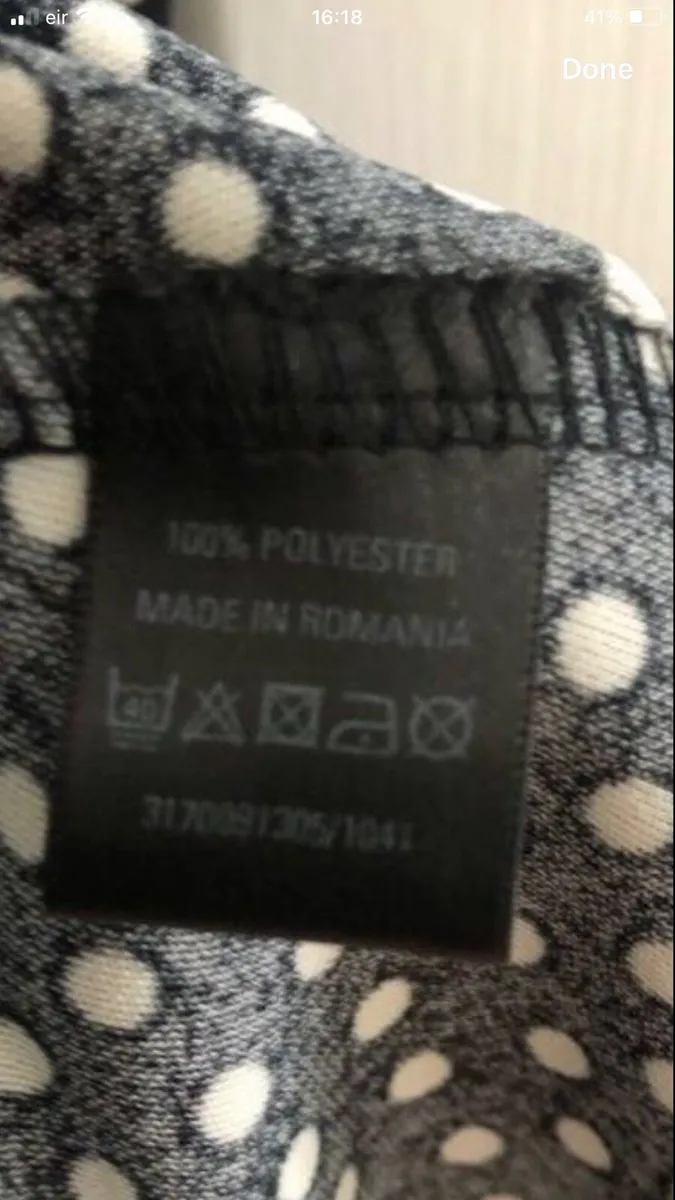 eir 16:18 41%
Done
100% POLYESTER
MADE IN ROMANIA
40